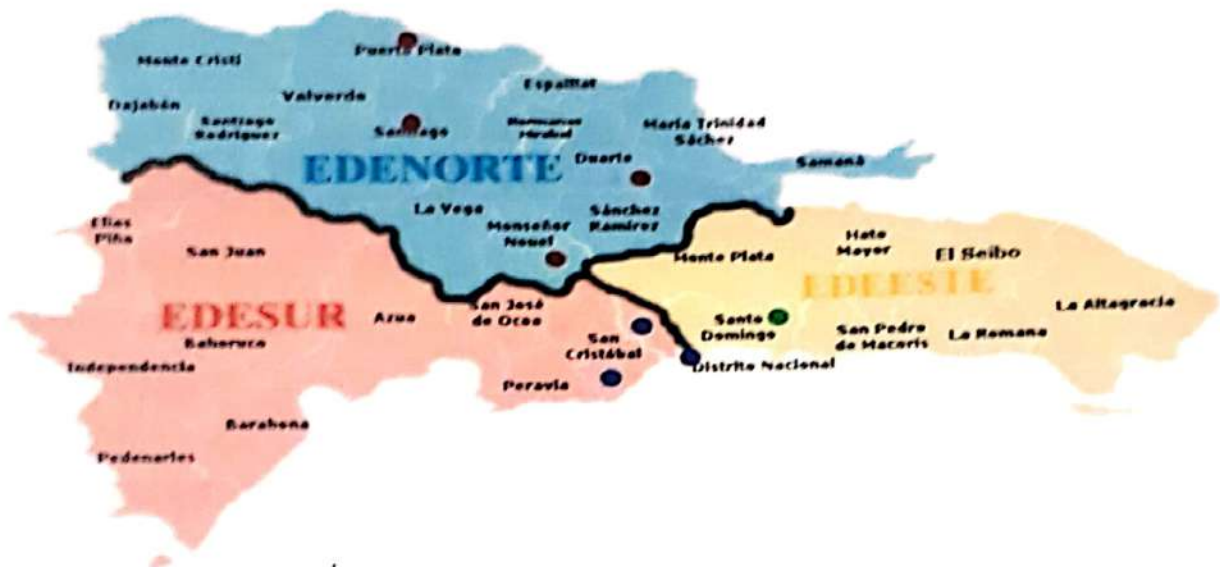 Puerto Plata
Monte Cristi
Espaillat
Valverde
Dajabón
Santiago
Rodríguez
Santiago
Hermanas
Mirabal
María Trinidad
Sáchez
Duarte
Samaná
EDENORTE
La Vega
Sánchez
Ramírez
Monseñor
Nouel
Elías
Piña
San Juan
Monte Plata
Hato
Mayor
El Seibo
EDESUR
EDEESTE
Azua
San José
de Ocoa
La Altagracia
Santo
Domingo
San Pedro
de Macorís
La Romana
Bahoruco
San
Cristóbal
Independencia
Distrito Nacional
Peravia
Barahona
Pedenarles